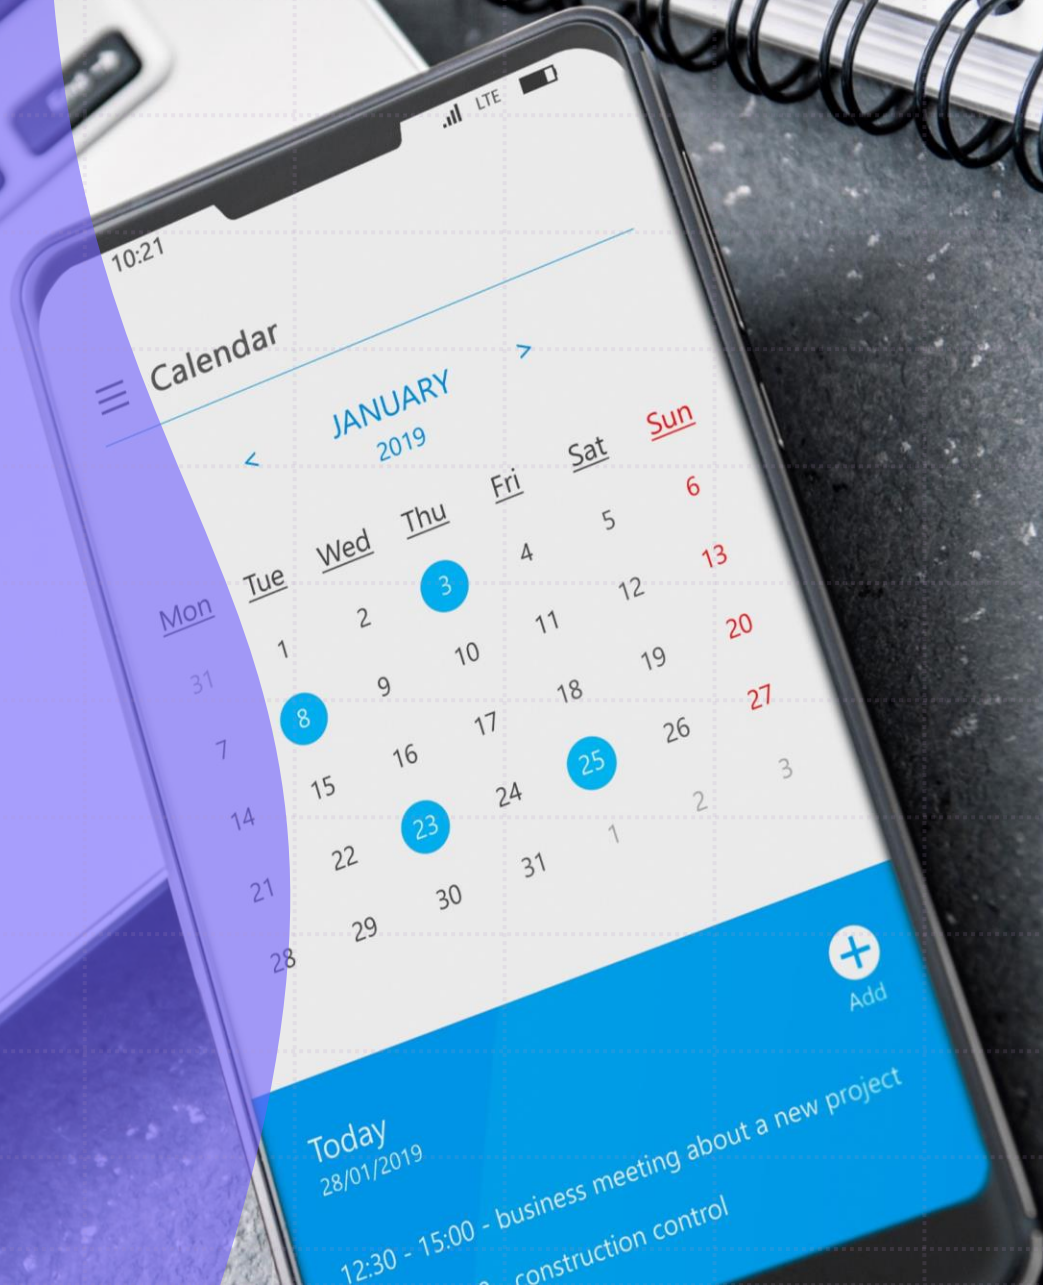 LTE
10:21
Calendar
< JANUARY >
2019
Mon Tue Wed Thu Fri Sat Sun
31 1 2 3 4 5 6
7 8 9 10 11 12 13
14 15 16 17 18 19 20
21 22 23 24 25 26 27
28 29 30 31 1 2 3
Add
Today
28/01/2019
12:30 - 15:00 - business meeting about a new project
- construction control